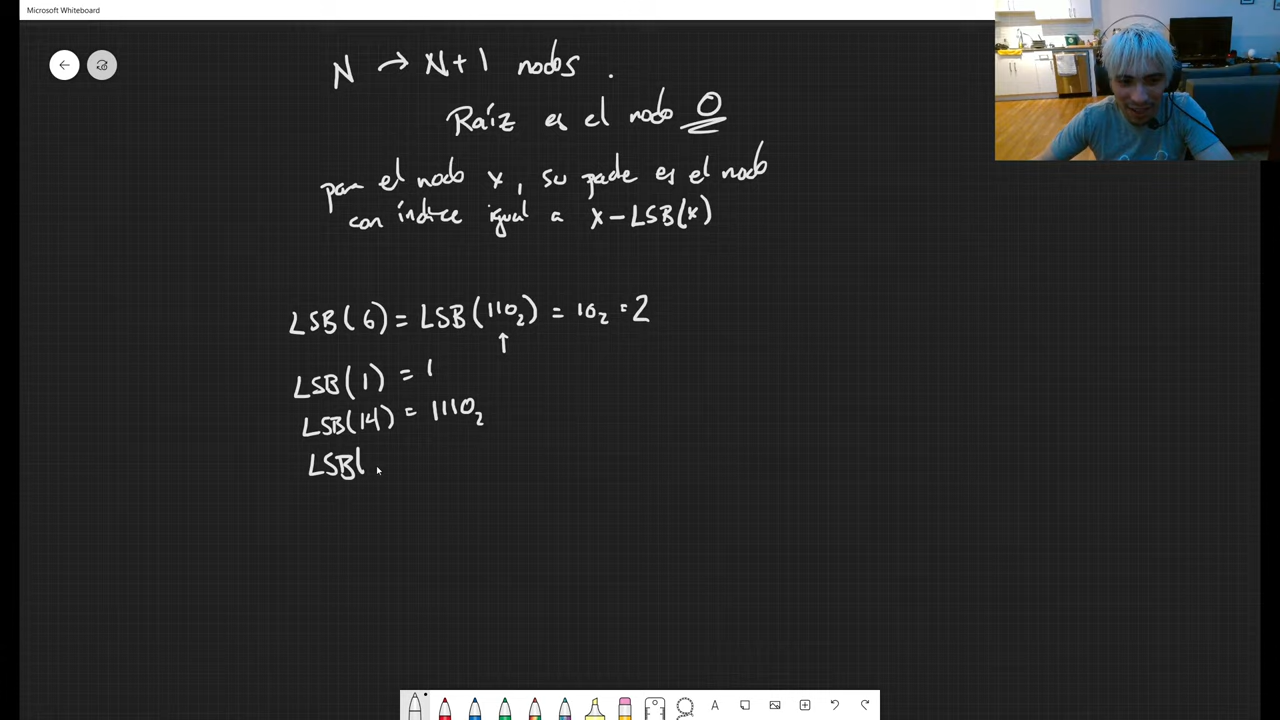 Microsoft Whiteboard
N → N+1 nodos.
Raíz es el nodo 0
para el nodo x, su padre es el nodo
con índice igual a x-LSB(x)
LSB(6) = LSB(110₂) = 10₂ = 2
↑
LSB(1) = 1
LSB(14) = 1110₂
LSB(
A